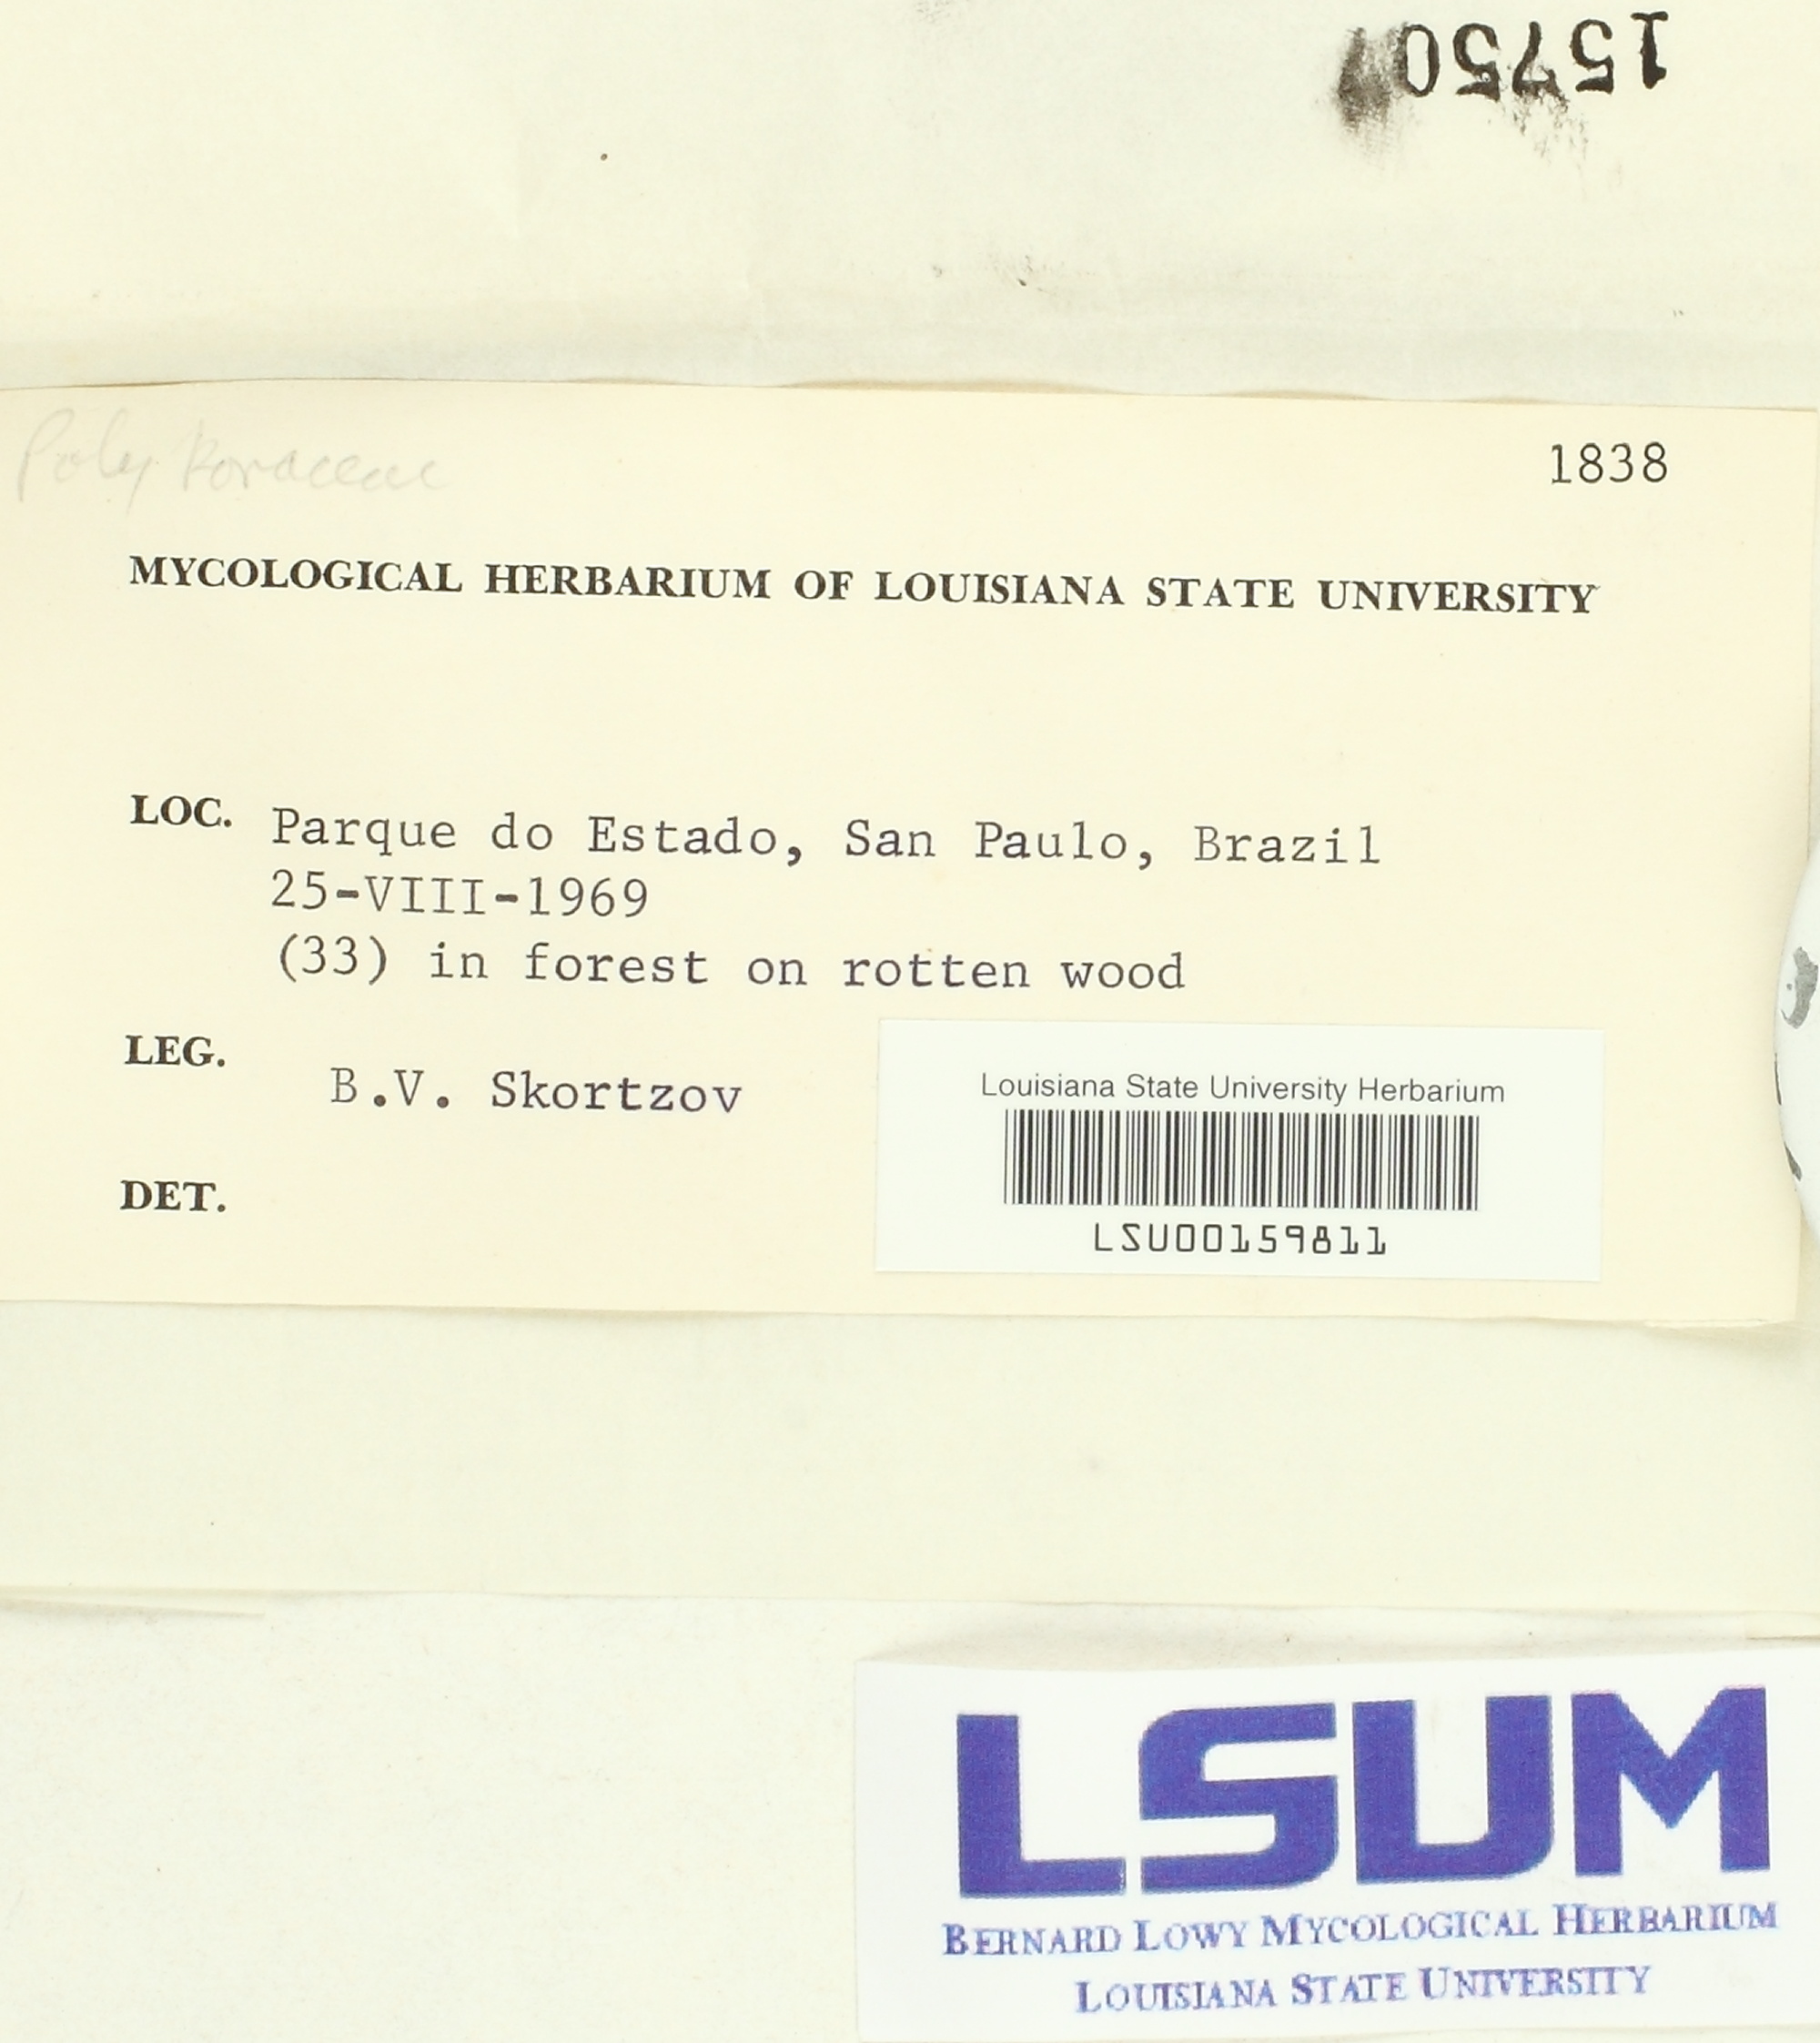 15750
Polyporaceae
1838
MYCOLOGICAL HERBARIUM OF LOUISIANA STATE UNIVERSITY
LOC. Parque do Estado, San Paulo, Brazil
25-VIII-1969
(33) in forest on rotten wood
LEG. B.V. Skortzov
DET.
Louisiana State University Herbarium
LSU00159811
LSUM
BERNARD LOWY MYCOLOGICAL HERBARIUM
LOUISIANA STATE UNIVERSITY